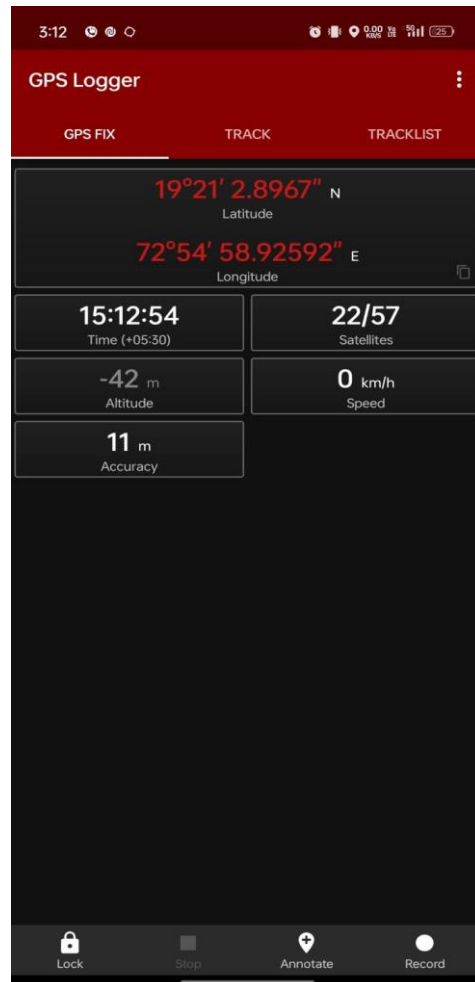 3:12 0.00 KB/S 5G 25
GPS Logger
GPS FIX TRACK TRACKLIST
19°21' 2.8967" N
Latitude
72°54' 58.92592" E
Longitude
15:12:54 22/57
Time (+05:30) Satellites
-42 m 0 km/h
Altitude Speed
11 m
Accuracy
Lock Stop Annotate Record